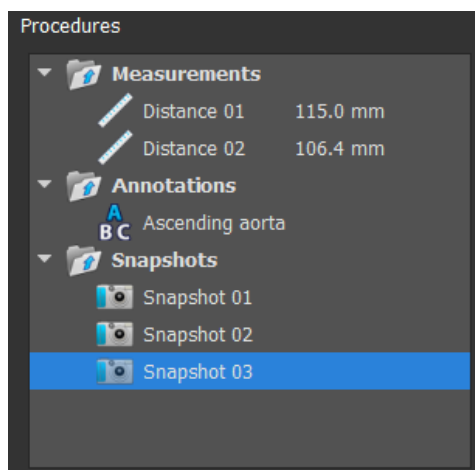 Procedures
Measurements
Distance 01 115.0 mm
Distance 02 106.4 mm
Annotations
A
B C Ascending aorta
Snapshots
Snapshot 01
Snapshot 02
Snapshot 03